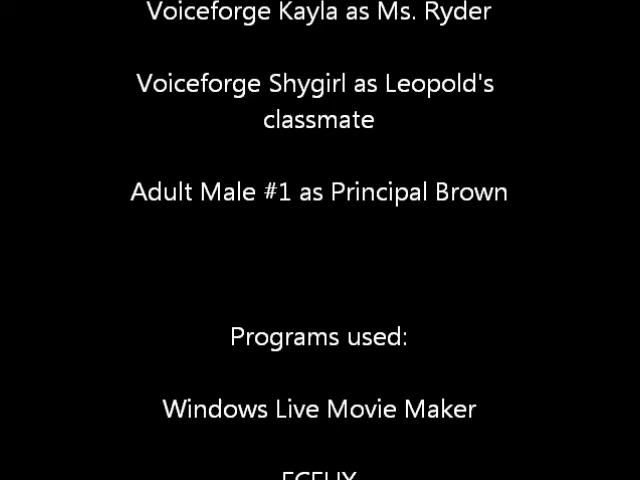 Voiceforge Kayla as Ms. Ryder
Voiceforge Shygirl as Leopold's
classmate
Adult Male #1 as Principal Brown
Programs used:
Windows Live Movie Maker